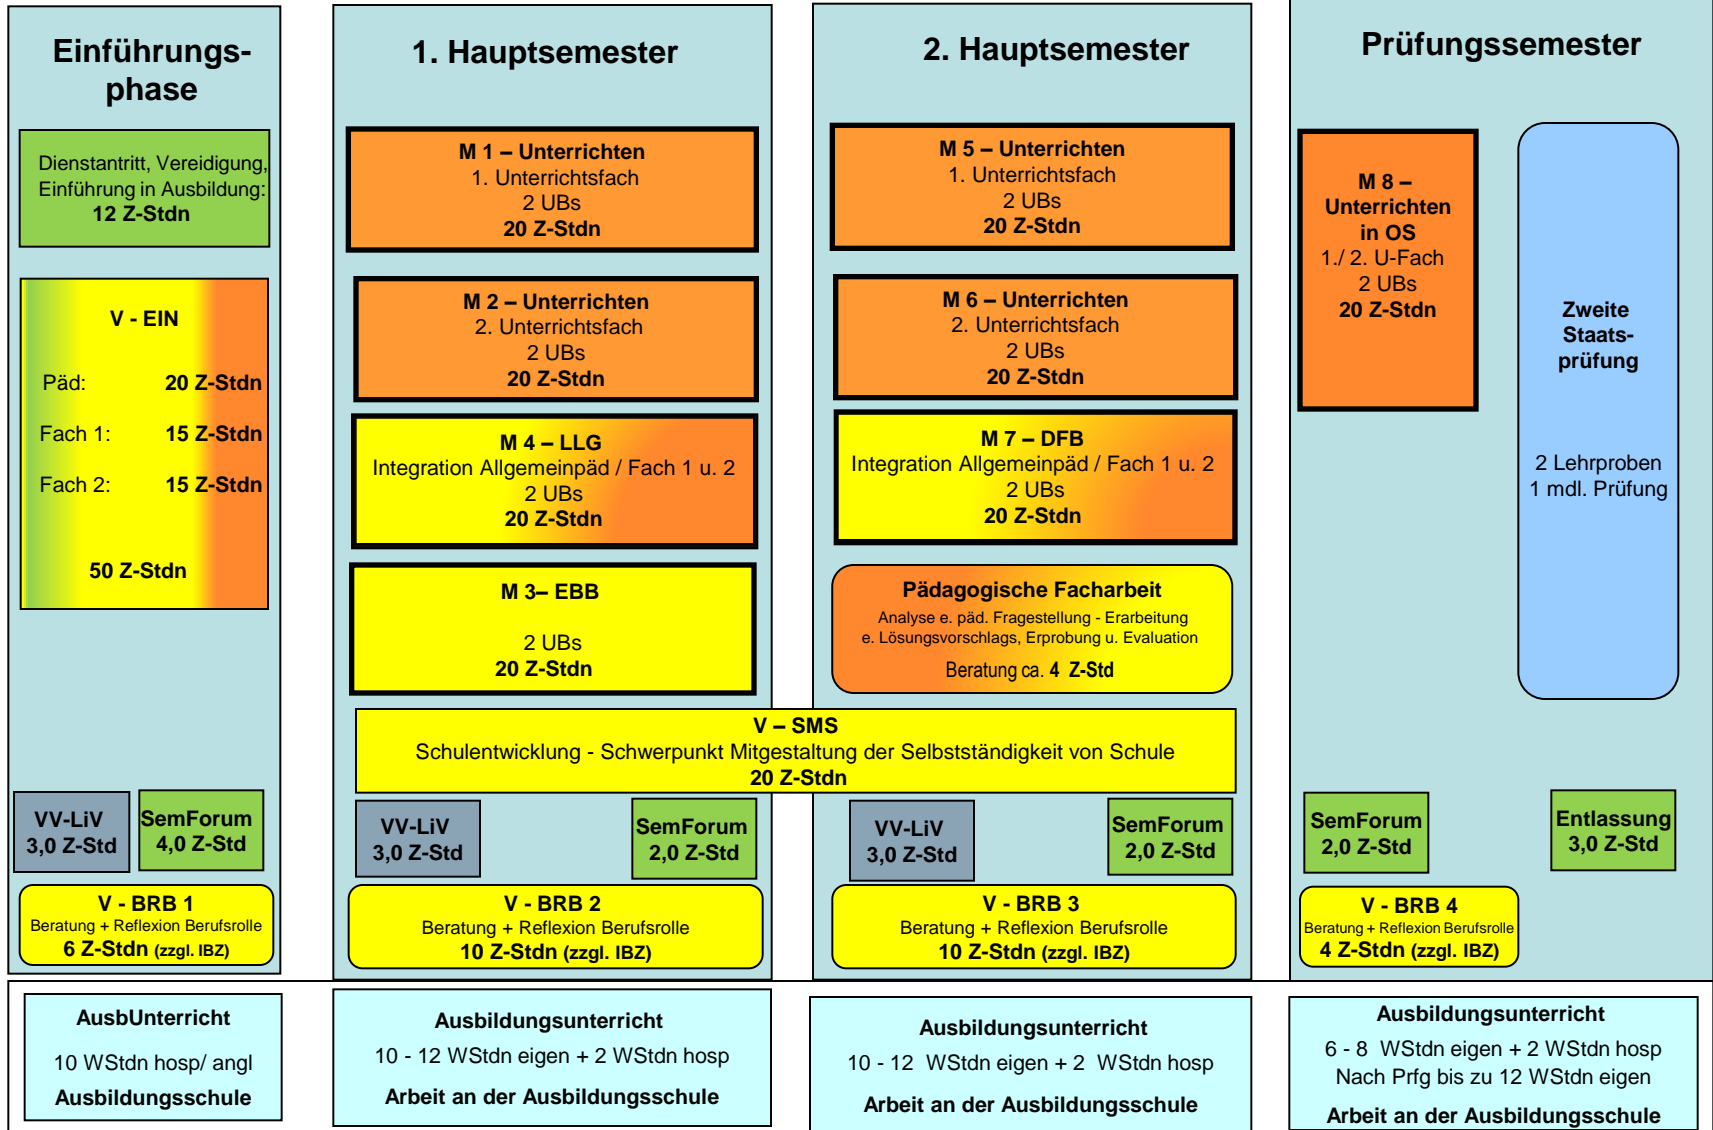 Einführungs-
phase
Dienstantritt, Vereidigung,
Einführung in Ausbildung:
12 Z-Stdn
V - EIN
Päd: 20 Z-Stdn
Fach 1: 15 Z-Stdn
Fach 2: 15 Z-Stdn
50 Z-Stdn
VV-LiV
3,0 Z-Std
SemForum
4,0 Z-Std
V - BRB 1
Beratung + Reflexion Berufsrolle
6 Z-Stdn (zzgl. IBZ)
AusbUnterricht
10 WStdn hosp/ angl
Ausbildungsschule
1. Hauptsemester
M 1 – Unterrichten
1. Unterrichtsfach
2 UBs
20 Z-Stdn
M 2 – Unterrichten
2. Unterrichtsfach
2 UBs
20 Z-Stdn
M 4 – LLG
Integration Allgemeinpäd / Fach 1 u. 2
2 UBs
20 Z-Stdn
M 3– EBB
2 UBs
20 Z-Stdn
V – SMS
Schulentwicklung - Schwerpunkt Mitgestaltung der Selbstständigkeit von Schule
20 Z-Stdn
VV-LiV
3,0 Z-Std
SemForum
2,0 Z-Std
V - BRB 2
Beratung + Reflexion Berufsrolle
10 Z-Stdn (zzgl. IBZ)
Ausbildungsunterricht
10 - 12 WStdn eigen + 2 WStdn hosp
Arbeit an der Ausbildungsschule
2. Hauptsemester
M 5 – Unterrichten
1. Unterrichtsfach
2 UBs
20 Z-Stdn
M 6 – Unterrichten
2. Unterrichtsfach
2 UBs
20 Z-Stdn
M 7 – DFB
Integration Allgemeinpäd / Fach 1 u. 2
2 UBs
20 Z-Stdn
Pädagogische Facharbeit
Analyse e. päd. Fragestellung - Erarbeitung
e. Lösungsvorschlags, Erprobung u. Evaluation
Beratung ca. 4 Z-Std
VV-LiV
3,0 Z-Std
SemForum
2,0 Z-Std
V - BRB 3
Beratung + Reflexion Berufsrolle
10 Z-Stdn (zzgl. IBZ)
Ausbildungsunterricht
10 - 12 WStdn eigen + 2 WStdn hosp
Arbeit an der Ausbildungsschule
Prüfungssemester
M 8 –
Unterrichten
in OS
1./ 2. U-Fach
2 UBs
20 Z-Stdn
Zweite
Staats-
prüfung
2 Lehrproben
1 mdl. Prüfung
SemForum
2,0 Z-Std
Entlassung
3,0 Z-Std
V - BRB 4
Beratung + Reflexion Berufsrolle
4 Z-Stdn (zzgl. IBZ)
Ausbildungsunterricht
6 - 8 WStdn eigen + 2 WStdn hosp
Nach Prfg bis zu 12 WStdn eigen
Arbeit an der Ausbildungsschule